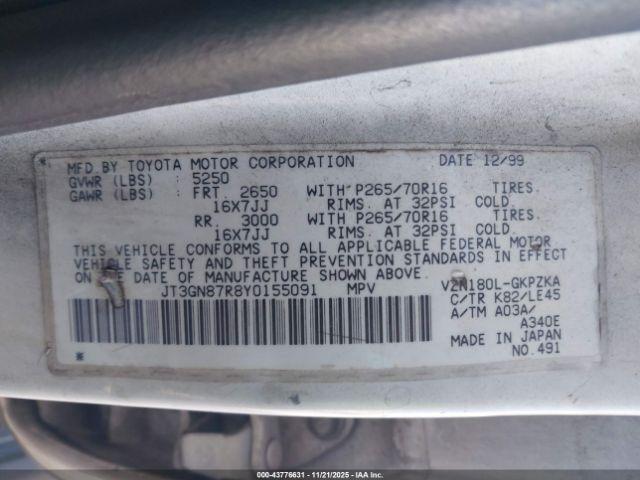 MFD BY TOYOTA MOTOR CORPORATION DATE 12/99
GVWR (LBS) : 5250
GAWR (LBS) : FRT. 2650 WITH P265/70R16 TIRES.
16X7JJ RIMS. AT 32PSI COLD.
RR. 3000 WITH P265/70R16 TIRES.
16X7JJ RIMS. AT 32PSI COLD.
THIS VEHICLE CONFORMS TO ALL APPLICABLE FEDERAL MOTOR
VEHICLE SAFETY AND THEFT PREVENTION STANDARDS IN EFFECT
ON THE DATE OF MANUFACTURE SHOWN ABOVE.
JT3GN87R8Y0155091 MPV VZN180L-GKPZKA
C/TR K82/LE45
A/TM A03A/
A340E
MADE IN JAPAN
NO.491
000-43776631 - 11/21/2025 - IAAI, Inc.